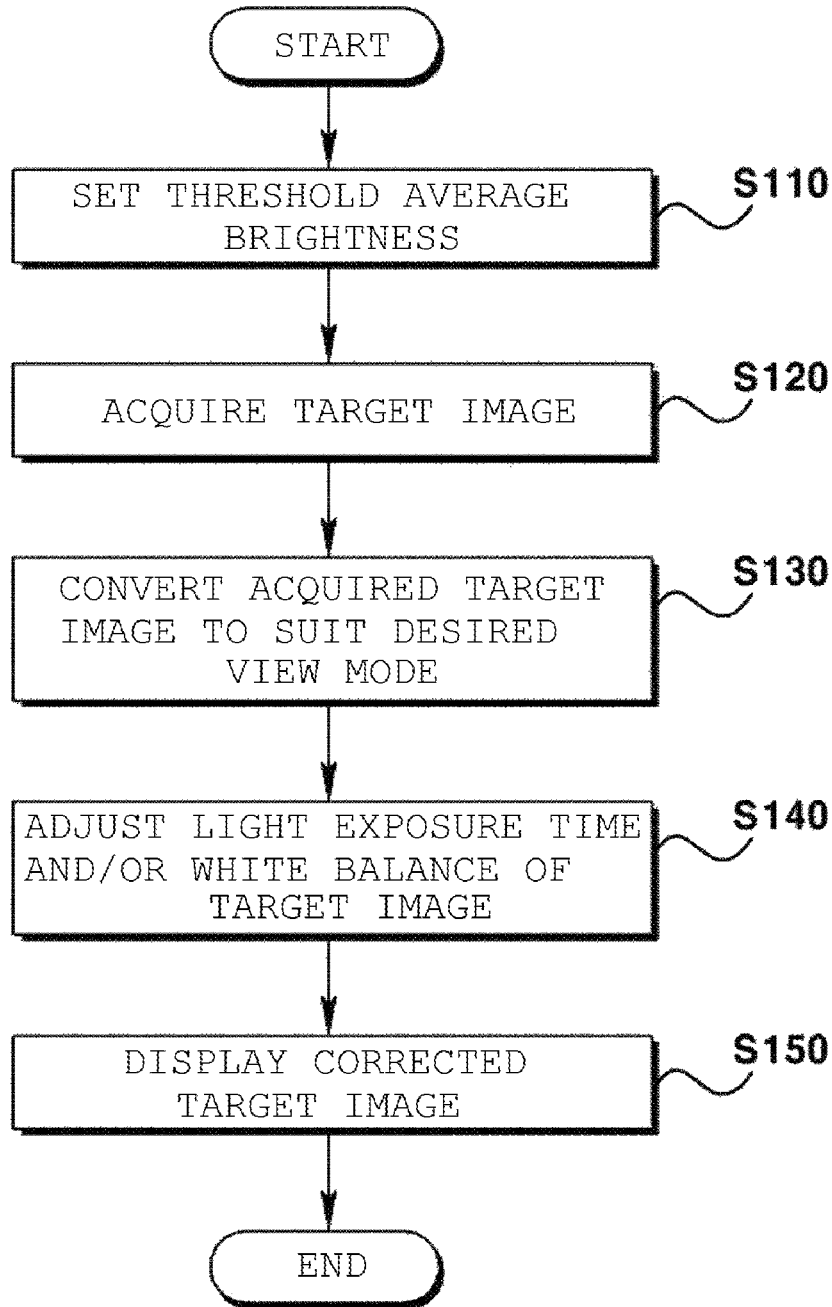 START
SET THRESHOLD AVERAGE
BRIGHTNESS
S110
ACQUIRE TARGET IMAGE
S120
CONVERT ACQUIRED TARGET
IMAGE TO SUIT DESIRED
VIEW MODE
S130
ADJUST LIGHT EXPOSURE TIME
AND/OR WHITE BALANCE OF
TARGET IMAGE
S140
DISPLAY CORRECTED
TARGET IMAGE
S150
END